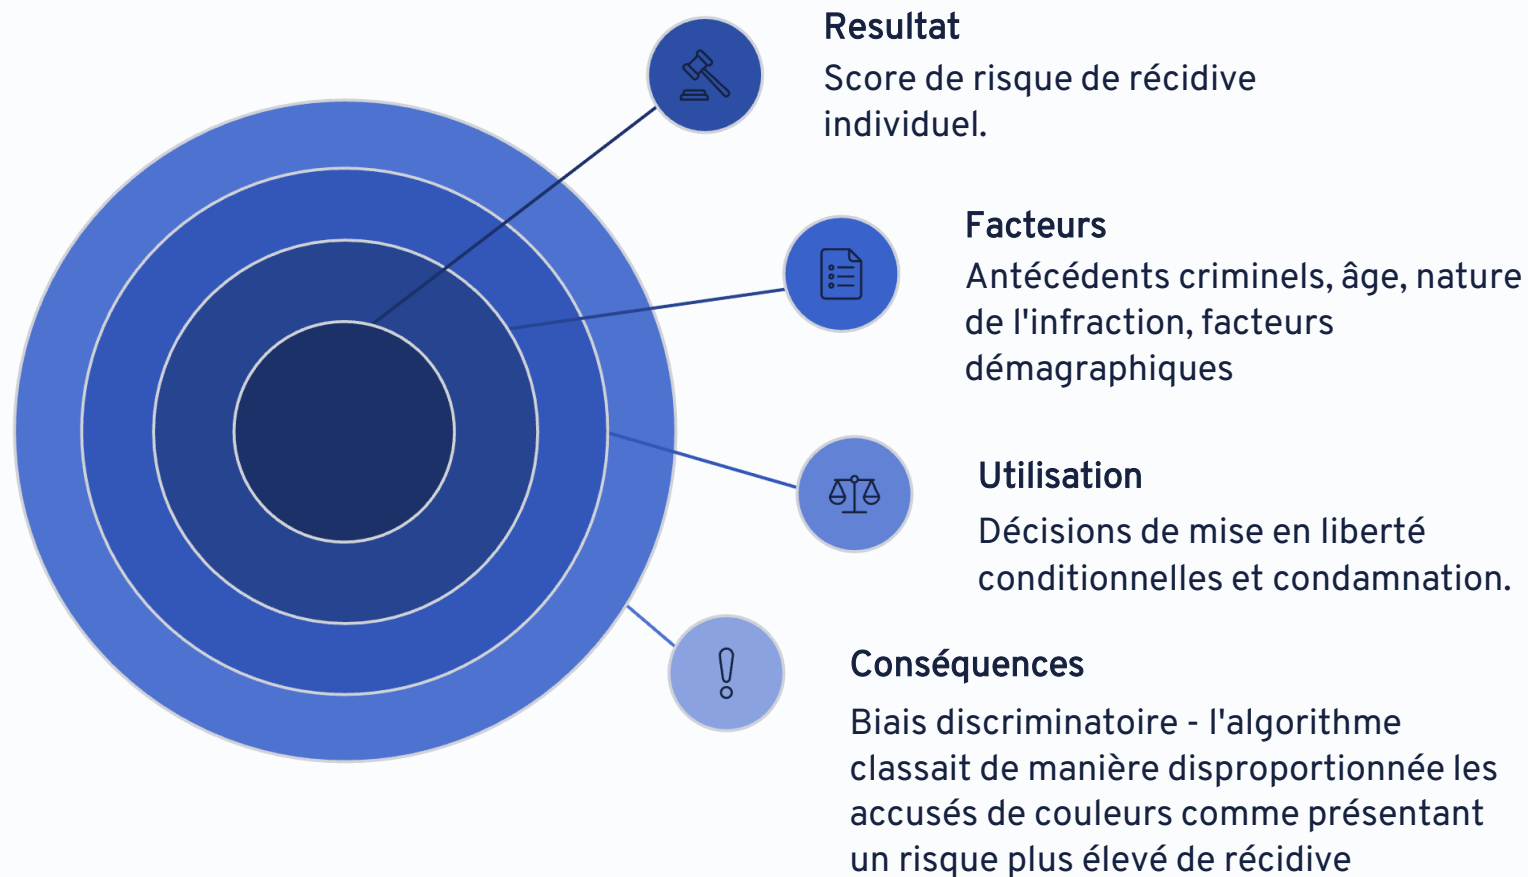 Resultat
Score de risque de récidive
individuel.
Facteurs
Antécédents criminels, âge, nature
de l'infraction, facteurs
démagraphiques
Utilisation
Décisions de mise en liberté
conditionnelles et condamnation.
Conséquences
Biais discriminatoire - l'algorithme
classait de manière disproportionnée les
accusés de couleurs comme présentant
un risque plus élevé de récidive